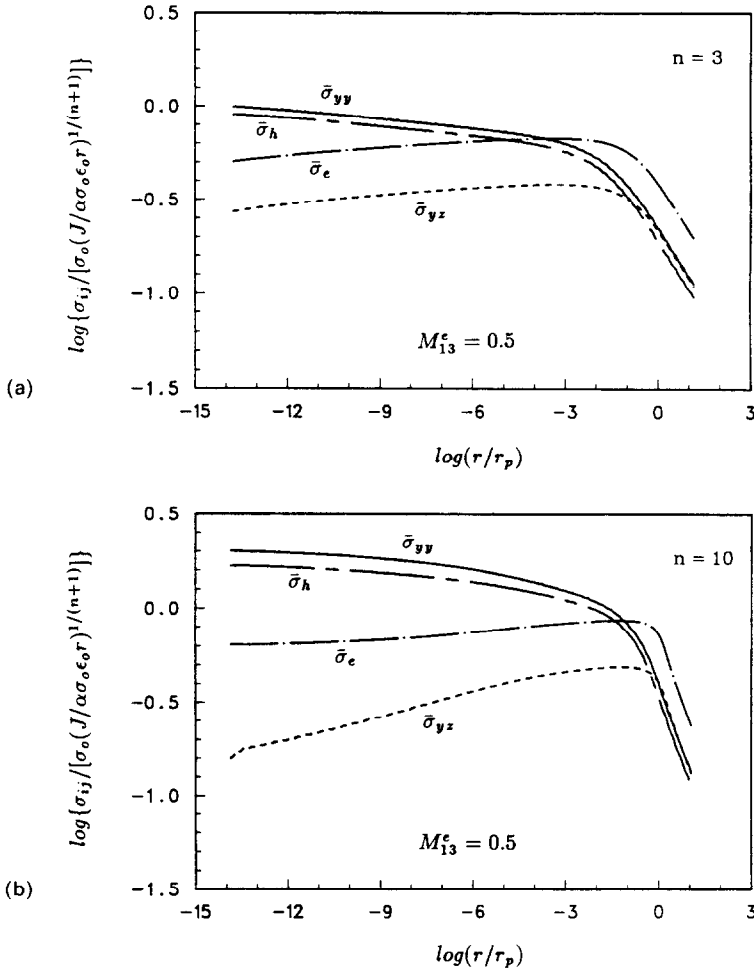 0.5
n = 3
σ̄yy
0.0
σ̄h
σ̄e
-0.5
σ̄yz
-1.0
M^e_13 = 0.5
(a)
-1.5
-15 -12 -9 -6 -3 0 3
log(r/r_p)
log{σij/[σo(J/ασoϵor)^1/(n+1)]}
0.5
σ̄yy
n = 10
σ̄h
0.0
σ̄e
-0.5
σ̄yz
-1.0
M^e_13 = 0.5
(b)
-1.5
-15 -12 -9 -6 -3 0 3
log(r/r_p)
log{σij/[σo(J/ασoϵor)^1/(n+1)]}